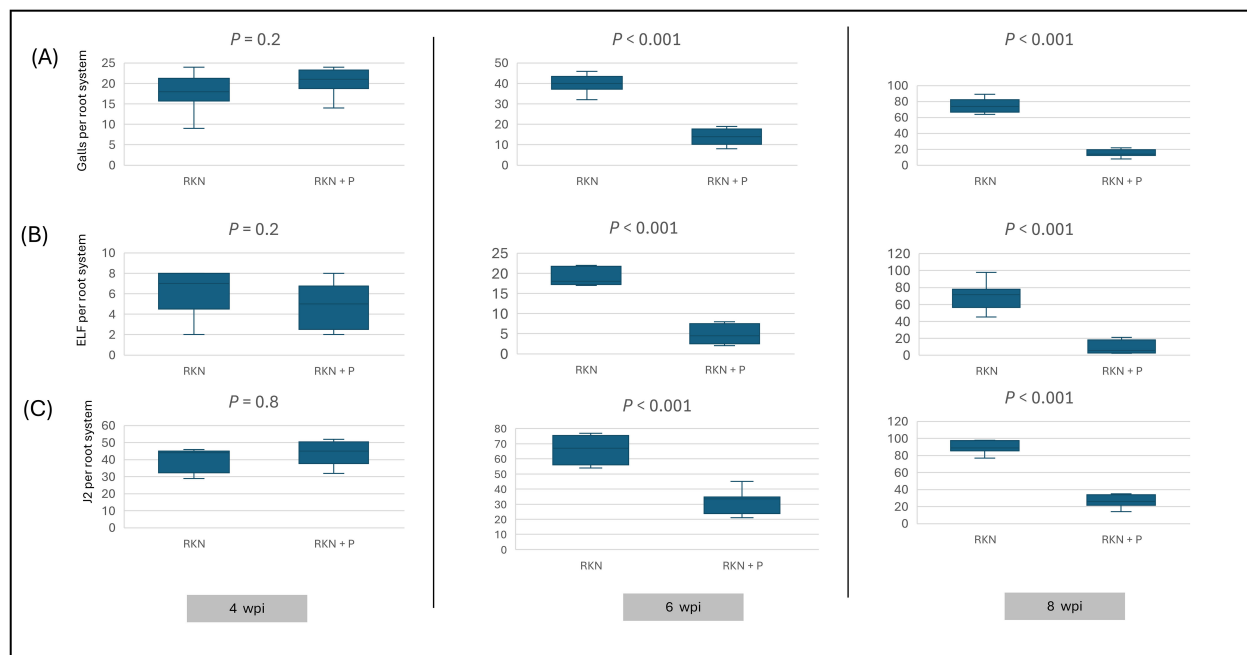 (A)
Galls per root system
P = 0.2
25
20
15
10
5
0
RKN
RKN + P
P < 0.001
50
40
30
20
10
0
RKN
RKN + P
P < 0.001
100
80
60
40
20
0
RKN
RKN + P
(B)
ELF per root system
P = 0.2
10
8
6
4
2
0
RKN
RKN + P
P < 0.001
25
20
15
10
5
0
RKN
RKN + P
P < 0.001
120
100
80
60
40
20
0
RKN
RKN + P
(C)
J2 per root system
P = 0.8
60
50
40
30
20
10
0
RKN
RKN + P
P < 0.001
80
70
60
50
40
30
20
10
0
RKN
RKN + P
P < 0.001
120
100
80
60
40
20
0
RKN
RKN + P
4 wpi
6 wpi
8 wpi